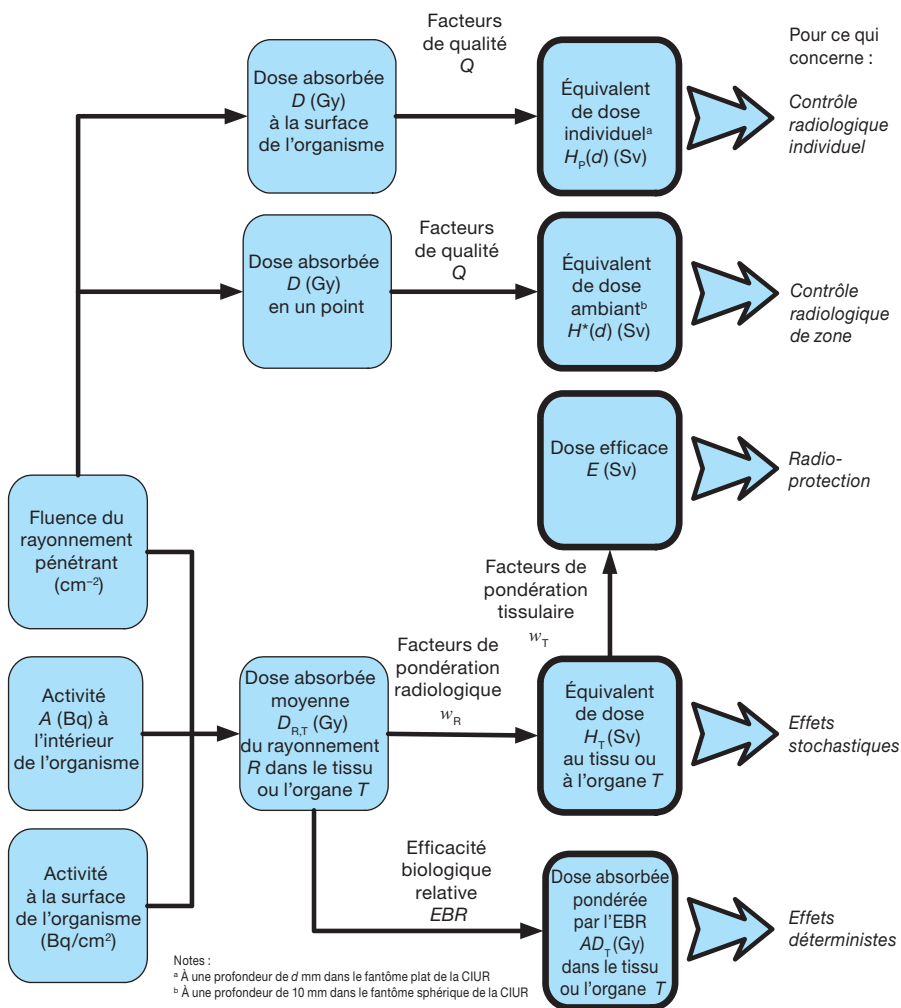 Facteurs
de qualité
Q
Pour ce qui
concerne :
Dose absorbée
D (Gy)
à la surface
de l'organisme
Équivalent
de dose
individuelᵃ
H_P(d) (Sv)
Contrôle
radiologique
individuel
Facteurs
de qualité
Q
Dose absorbée
D (Gy)
en un point
Équivalent
de dose
ambiantᵇ
H*(d) (Sv)
Contrôle
radiologique
de zone
Dose efficace
E (Sv)
Radio-
protection
Fluence du
rayonnement
pénétrant
(cm⁻²)
Facteurs de
pondération
tissulaire
w_T
Facteurs de
pondération
radiologique
w_R
Activité
A (Bq) à
l'intérieur
de l'organisme
Dose absorbée
moyenne
D_R,T (Gy)
du rayonnement
R dans le tissu
ou l'organe T
Équivalent
de dose
H_T (Sv)
au tissu ou
à l'organe T
Effets
stochastiques
Activité
à la surface
de l'organisme
(Bq/cm²)
Efficacité
biologique
relative
EBR
Dose absorbée
pondérée
par l'EBR
AD_T (Gy)
dans le tissu
ou l'organe T
Effets
déterministes
Notes :
ᵃ À une profondeur de d mm dans le fantôme plat de la CIUR
ᵇ À une profondeur de 10 mm dans le fantôme sphérique de la CIUR